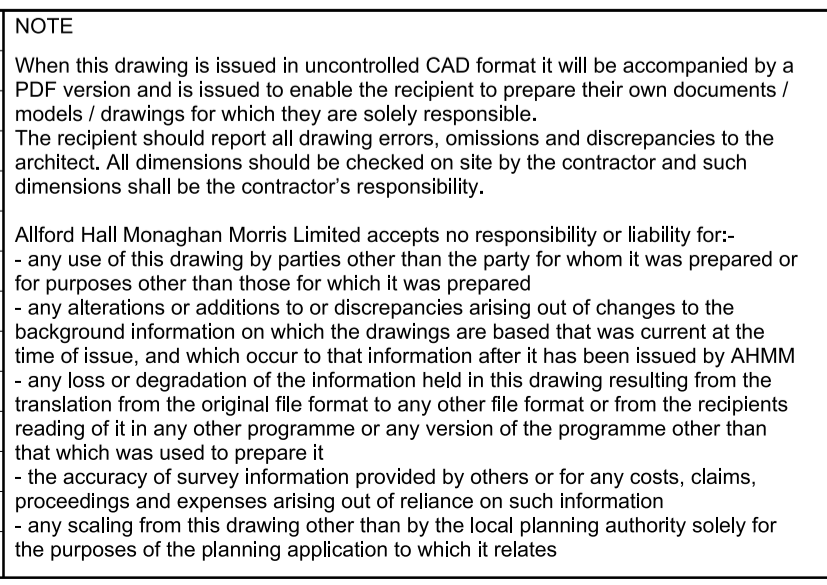 NOTE
When this drawing is issued in uncontrolled CAD format it will be accompanied by a
PDF version and is issued to enable the recipient to prepare their own documents /
models / drawings for which they are solely responsible.
The recipient should report all drawing errors, omissions and discrepancies to the
architect. All dimensions should be checked on site by the contractor and such
dimensions shall be the contractor's responsibility.
Allford Hall Monaghan Morris Limited accepts no responsibility or liability for:-
- any use of this drawing by parties other than the party for whom it was prepared or
for purposes other than those for which it was prepared
- any alterations or additions to or discrepancies arising out of changes to the
background information on which the drawings are based that was current at the
time of issue, and which occur to that information after it has been issued by AHMM
- any loss or degradation of the information held in this drawing resulting from the
translation from the original file format to any other file format or from the recipients
reading of it in any other programme or any version of the programme other than
that which was used to prepare it
- the accuracy of survey information provided by others or for any costs, claims,
proceedings and expenses arising out of reliance on such information
- any scaling from this drawing other than by the local planning authority solely for
the purposes of the planning application to which it relates